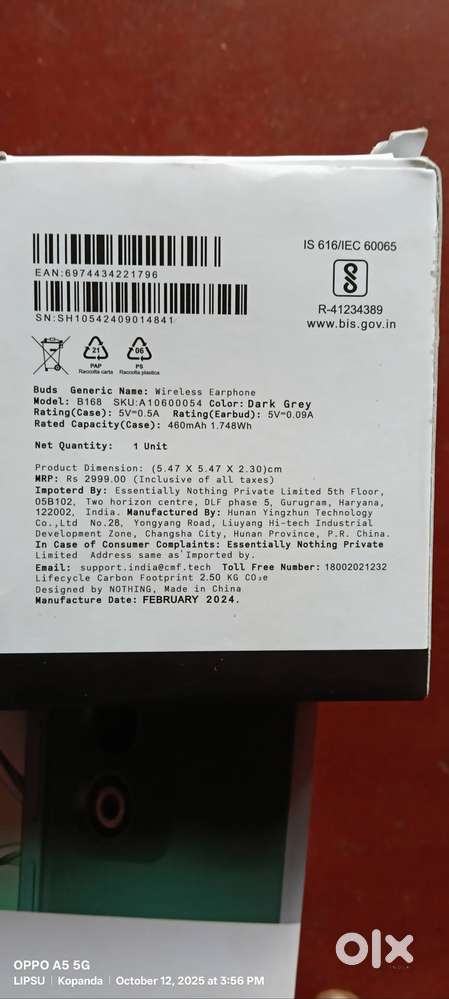 IS 616/IEC 60065
EAN:6974434221796
R-41234389
www.bis.gov.in
SN:SH10542409014841
21
PAP
Raccolta carta
06
PS
Raccolta plastica
Buds Generic Name: Wireless Earphone
Model: B168 SKU:A10600054 Color: Dark Grey
Rating(Case): 5V⎓0.5A Rating(Earbud): 5V⎓0.09A
Rated Capacity(Case): 460mAh 1.748Wh
Net Quantity: 1 Unit
Product Dimension: (5.47 X 5.47 X 2.30)cm
MRP: Rs 2999.00 (Inclusive of all taxes)
Impoterd By: Essentially Nothing Private Limited 5th Floor,
05B102, Two horizon centre, DLF phase 5, Gurugram, Haryana,
122002, India. Manufactured By: Hunan Yingzhun Technology
Co.,Ltd No.28, Yongyang Road, Liuyang Hi-tech Industrial
Development Zone, Changsha City, Hunan Province, P.R. China.
In Case of Consumer Complaints: Essentially Nothing Private
Limited Address same as Imported by.
Email: support.india@cmf.tech Toll Free Number: 18002021232
Lifecycle Carbon Footprint 2.50 KG CO₂e
Designed by NOTHING, Made in China
Manufacture Date: FEBRUARY 2024.
OPPO A5 5G
LIPSU | Kopanda | October 12, 2025 at 3:56 PM
olx
INDIA